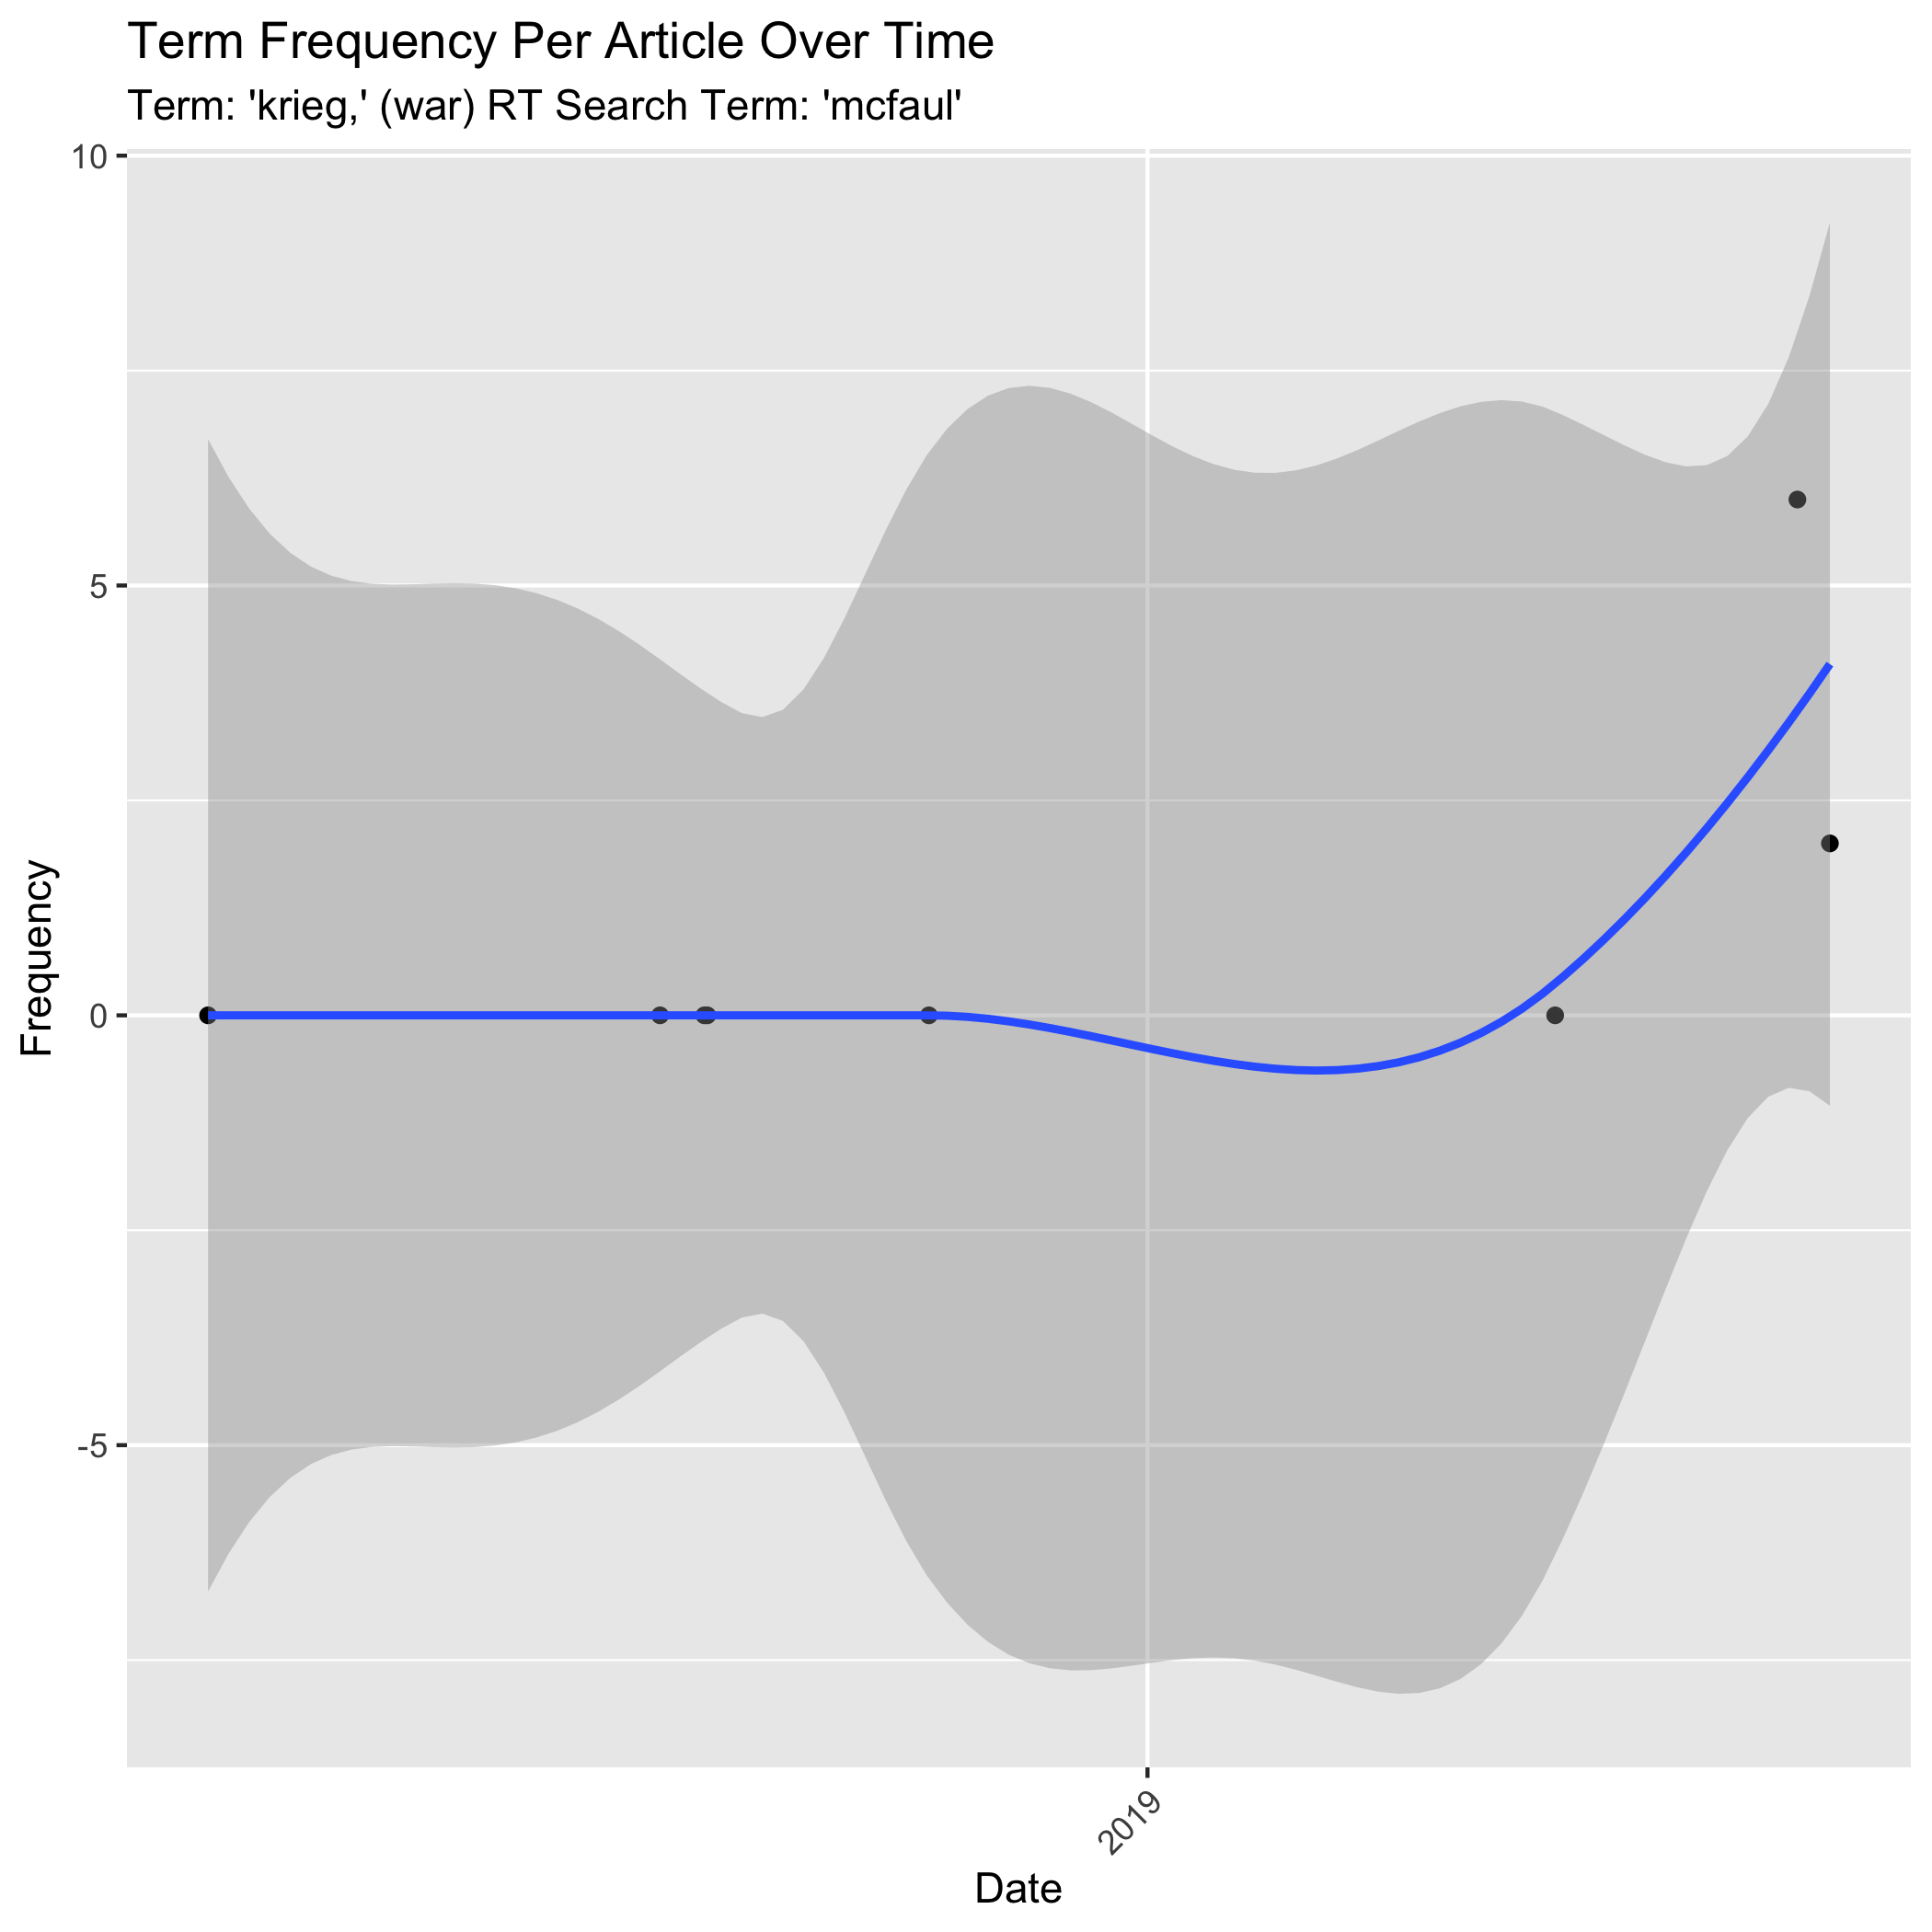 Term Frequency Per Article Over Time
Term: 'krieg,' (war) RT Search Term: 'mcfaul'
10
5
0
-5
Frequency
2019
Date